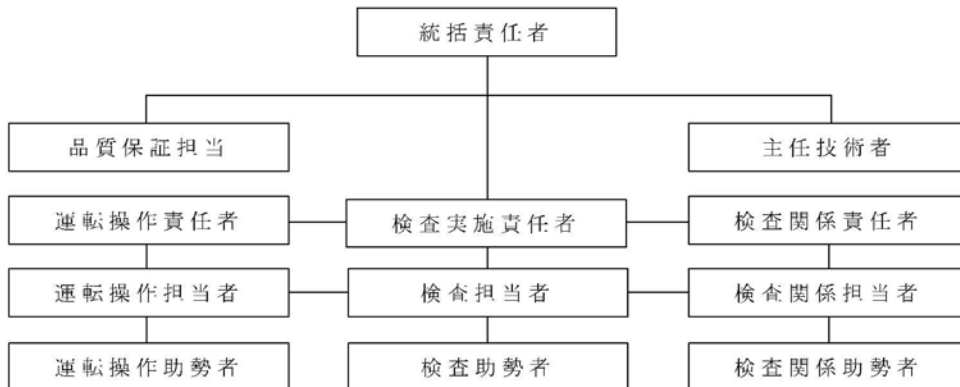 統括責任者
品質保証担当
主任技術者
運転操作責任者
検査実施責任者
検査関係責任者
運転操作担当者
検査担当者
検査関係担当者
運転操作助勢者
検査助勢者
検査関係助勢者